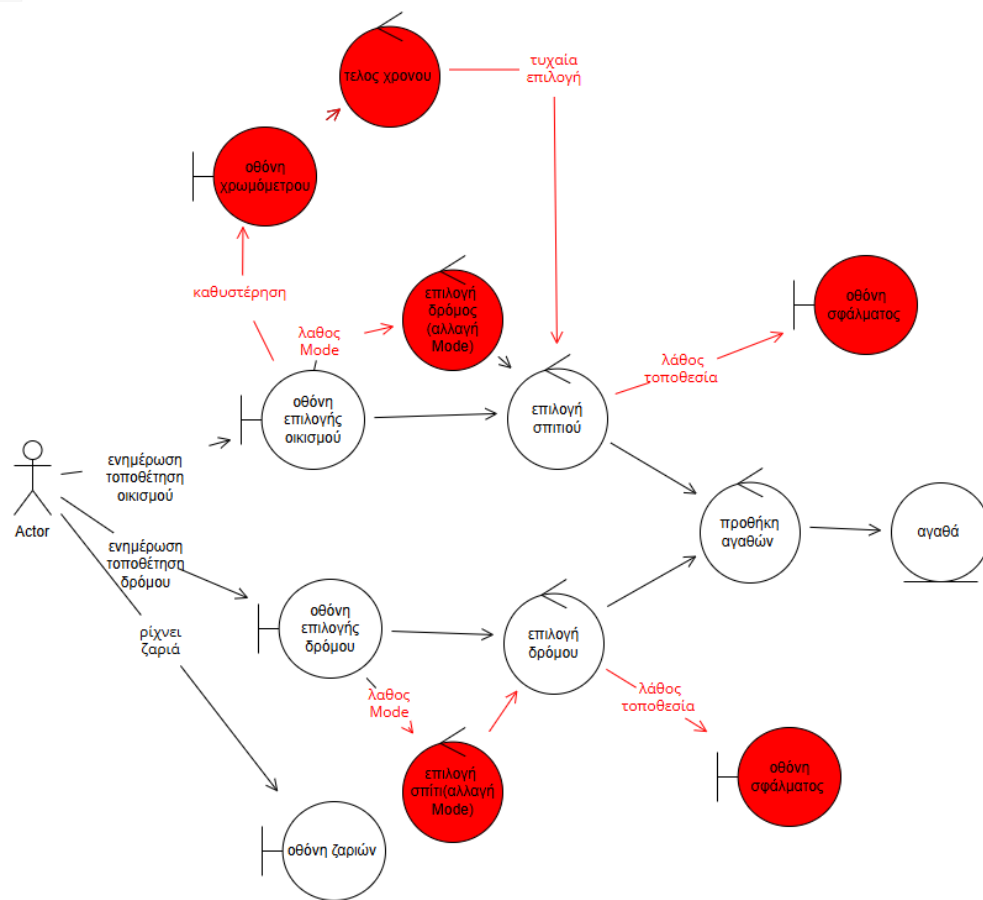 τελος χρονου
τυχαία
επιλογή
οθόνη
χρωμόμετρου
καθυστέρηση
επιλογή
δρόμος
(αλλαγή
Mode)
οθόνη
σφάλματος
λαθος
Mode
λάθος
τοποθεσία
οθόνη
επιλογής
οικισμού
επιλογή
σπιτιού
ενημέρωση
τοποθέτηση
οικισμού
Actor
προθήκη
αγαθών
αγαθά
ενημέρωση
τοποθέτηση
δρόμου
οθόνη
επιλογής
δρόμου
επιλογή
δρόμου
ρίχνει
ζαριά
λαθος
Mode
λάθος
τοποθεσία
επιλογή
σπίτι(αλλαγή
Mode)
οθόνη
σφάλματος
οθόνη ζαριών